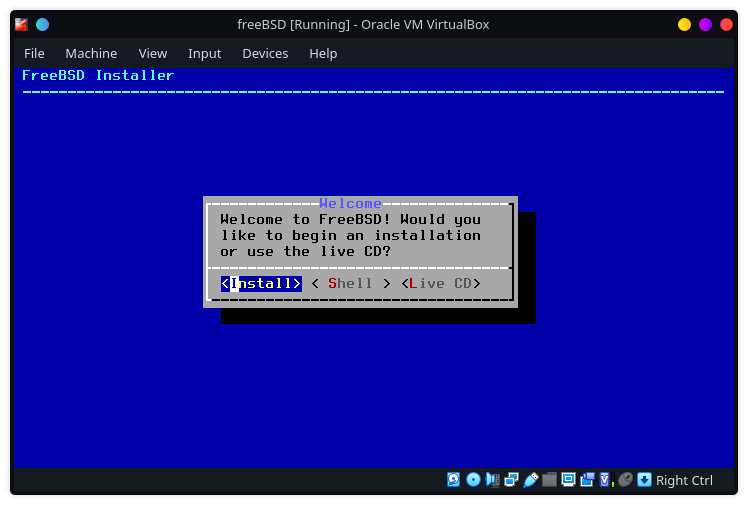 freeBSD [Running] - Oracle VM VirtualBox
File Machine View Input Devices Help
FreeBSD Installer
Welcome
Welcome to FreeBSD! Would you
like to begin an installation
or use the live CD?
<Install> < Shell > <Live CD>
Right Ctrl